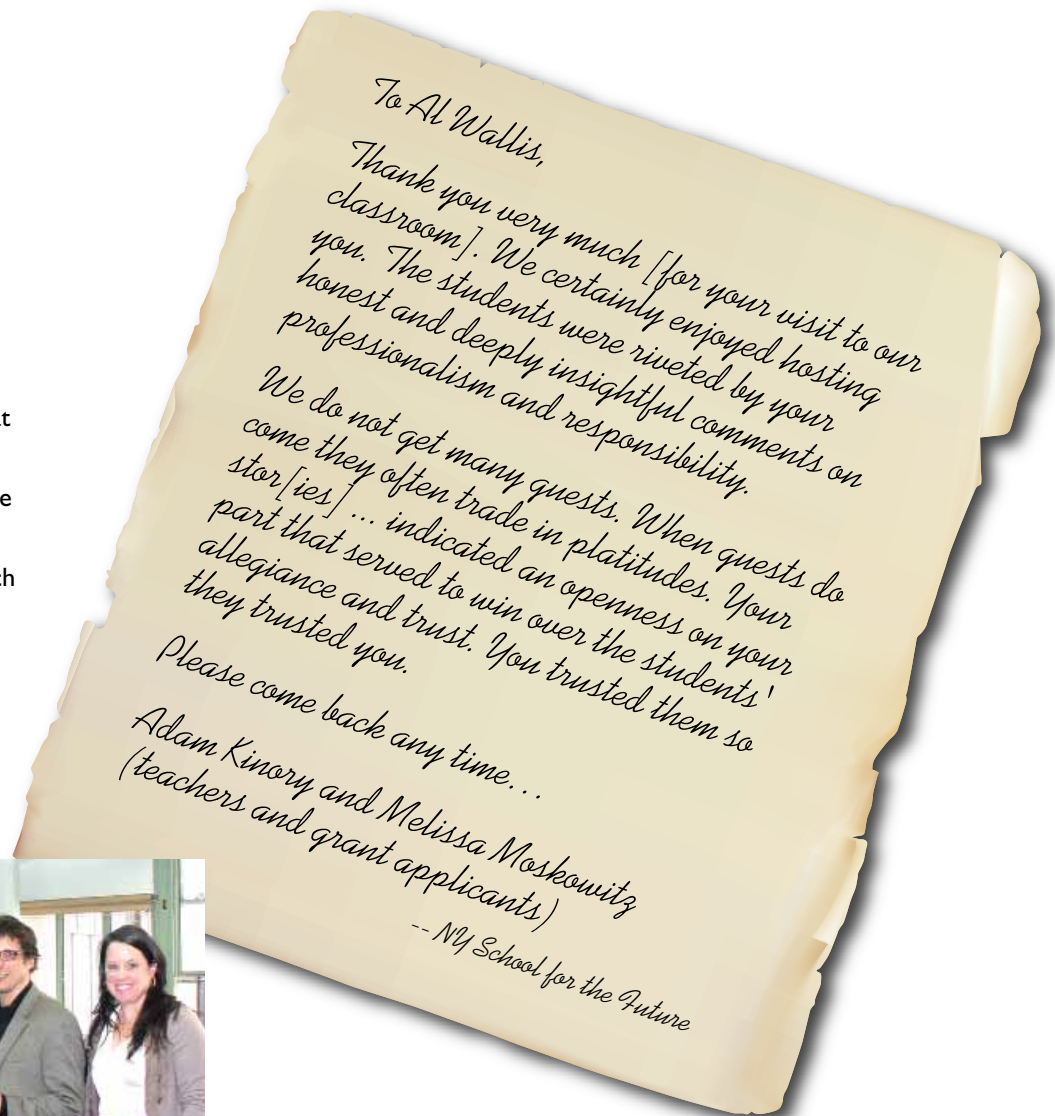 To Al Wallis,
Thank you very much [for your visit to our
classroom]. We certainly enjoyed hosting
you. The students were riveted by your
honest and deeply insightful comments on
professionalism and responsibility.
We do not get many guests. When guests do
come they often trade in platitudes. Your
stor[ies] ... indicated an openness on your
part that served to win over the students'
allegiance and trust. You trusted them so
they trusted you.
Please come back any time...
Adam Kinory and Melissa Moskowitz
(teachers and grant applicants)
-- NY School for the Future